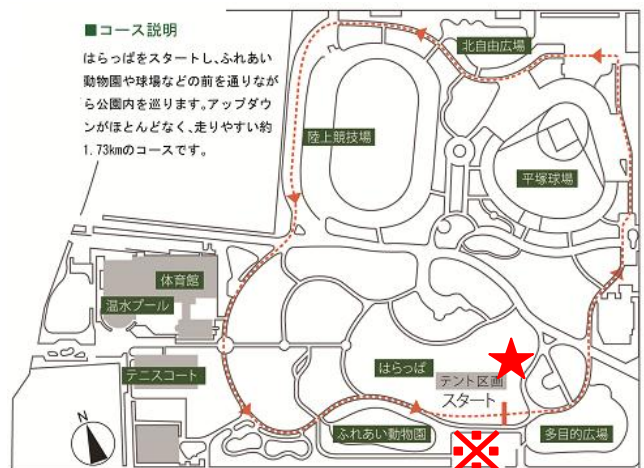 ■コース説明
はらっぱをスタートし、ふれあい
動物園や球場などの前を通りなが
ら公園内を巡ります。アップダウ
ンがほとんどなく、走りやすい約
1.73kmのコースです。
北自由広場
陸上競技場
平塚球場
体育館
温水プール
テニスコート
はらっぱ
テント区画
スタート
ふれあい動物園
多目的広場
N
※